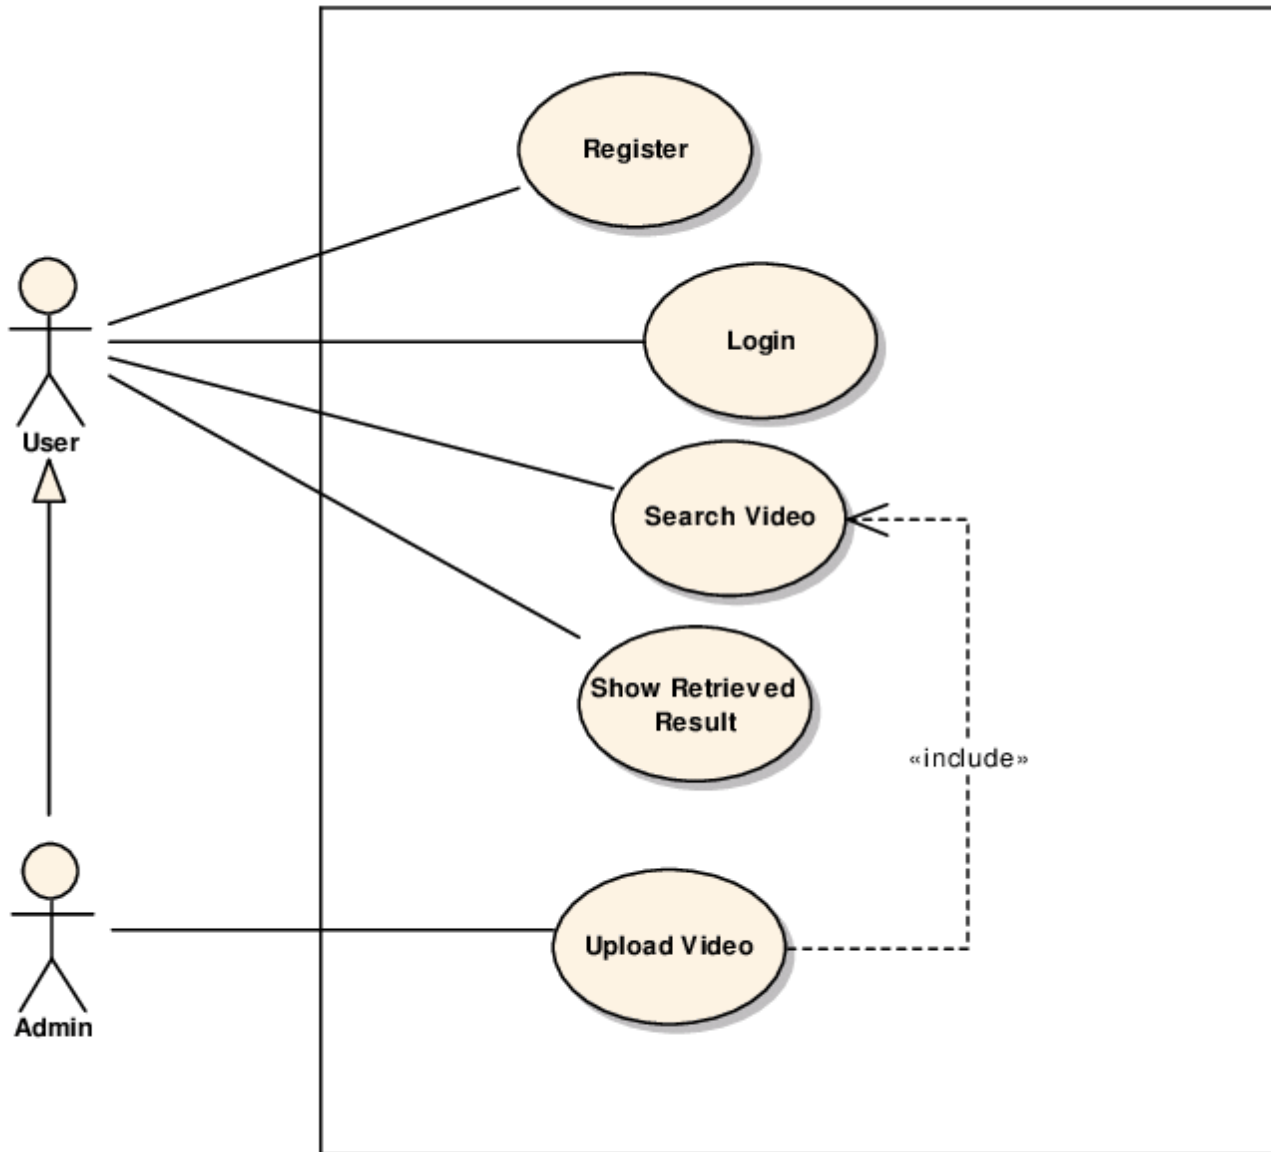 Register
Login
User
Search Video
Show Retrieved
Result
«include»
Upload Video
Admin